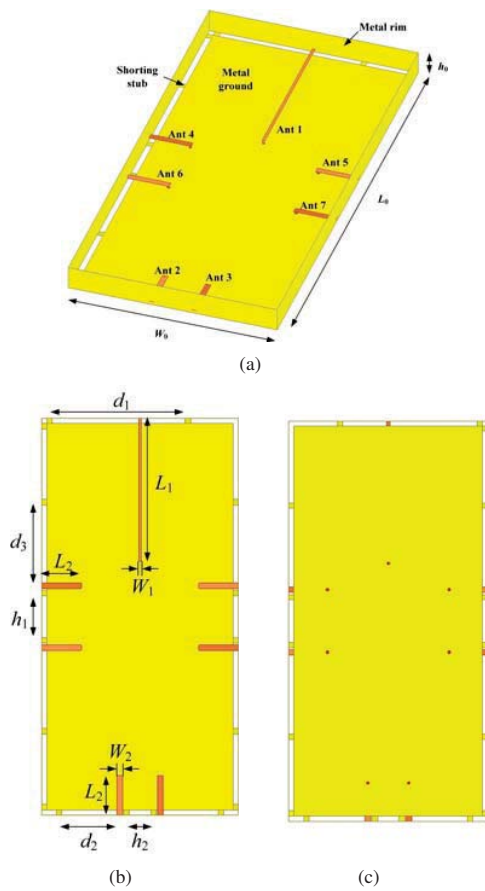 Metal rim
h₀
Shorting
stub
Metal
ground
Ant 1
Ant 4
Ant 5
Ant 6
L₀
Ant 7
Ant 2
Ant 3
W₀
(a)
d₁
L₁
d₃
L₂
W₁
h₁
W₂
L₂
d₂
h₂
(b)
(c)